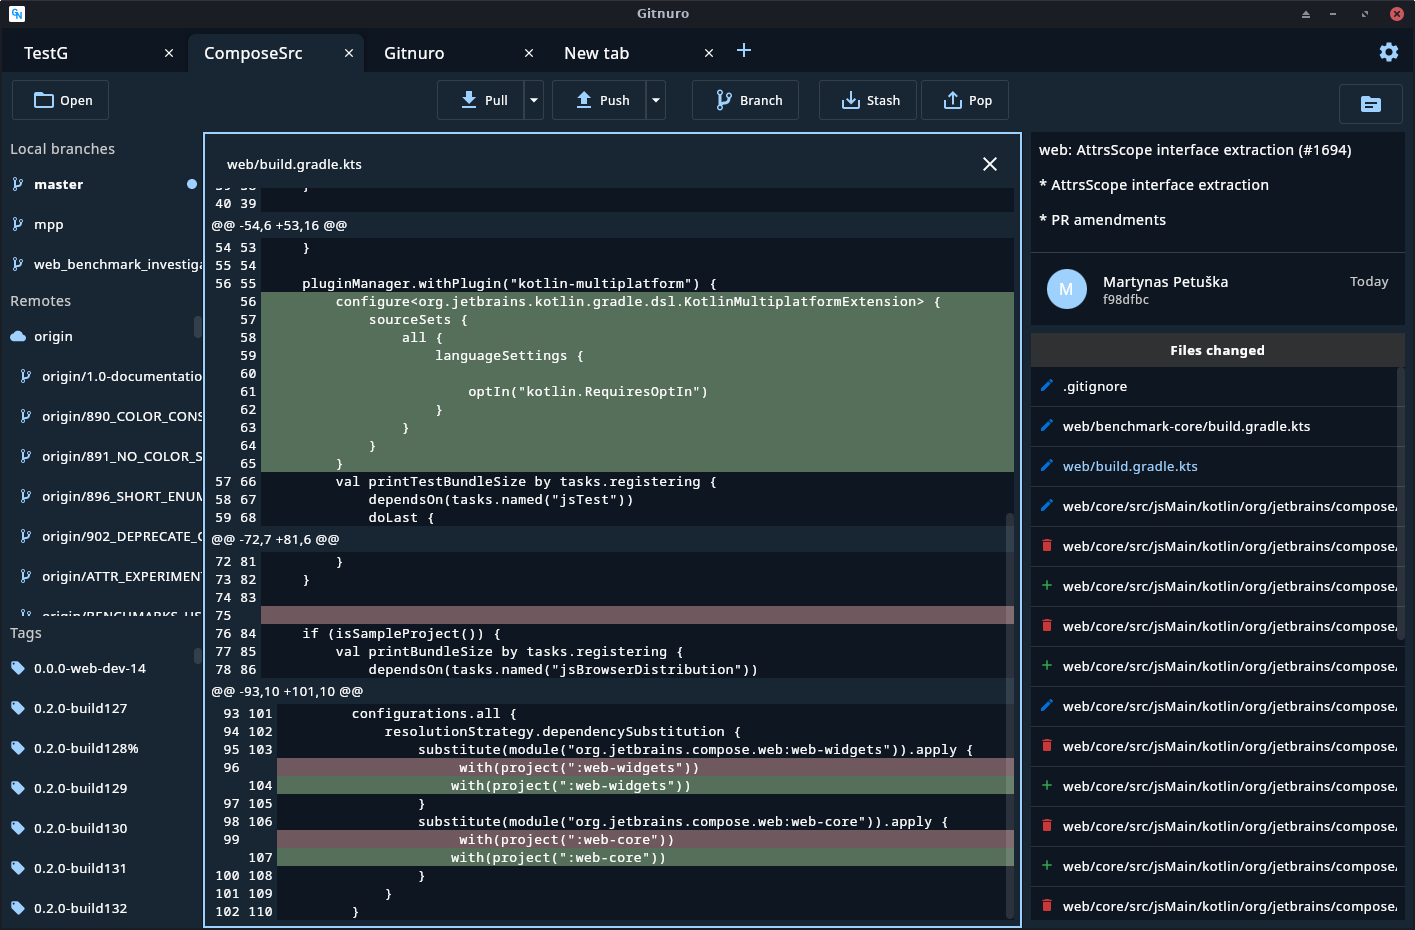 GN
Gitnuro
TestG
ComposeSrc
Gitnuro
New tab
Open
Pull
Push
Branch
Stash
Pop
Local branches
master
mpp
web_benchmark_investiga
Remotes
origin
origin/1.0-documentatio
origin/890_COLOR_CONS
origin/891_NO_COLOR_S
origin/896_SHORT_ENUM
origin/902_DEPRECATE_C
origin/ATTR_EXPERIMEN
origin/BENCHMARKS_US
Tags
0.0.0-web-dev-14
0.2.0-build127
0.2.0-build128%
0.2.0-build129
0.2.0-build130
0.2.0-build131
0.2.0-build132
web/build.gradle.kts
39 38     }
40 39
@@ -54,6 +53,16 @@
54 53     }
55 54
56 55     pluginManager.withPlugin("kotlin-multiplatform") {
56         configure<org.jetbrains.kotlin.gradle.dsl.KotlinMultiplatformExtension> {
57             sourceSets {
58                 all {
59                     languageSettings {
60
61                         optIn("kotlin.RequiresOptIn")
62                     }
63                 }
64             }
65         }
57 66         val printTestBundleSize by tasks.registering {
58 67             dependsOn(tasks.named("jsTest"))
59 68             doLast {
@@ -72,7 +81,6 @@
72 81         }
73 82     }
74 83
75
76 84     if (isSampleProject()) {
77 85         val printBundleSize by tasks.registering {
78 86             dependsOn(tasks.named("jsBrowserDistribution"))
@@ -93,10 +101,10 @@
93 101         configurations.all {
94 102             resolutionStrategy.dependencySubstitution {
95 103                 substitute(module("org.jetbrains.compose.web:web-widgets")).apply {
96                      with(project(":web-widgets"))
104                     with(project(":web-widgets"))
97 105                 }
98 106                 substitute(module("org.jetbrains.compose.web:web-core")).apply {
99                      with(project(":web-core"))
107                     with(project(":web-core"))
100 108                 }
101 109             }
102 110         }
web: AttrsScope interface extraction (#1694)
* AttrsScope interface extraction
* PR amendments
M
Martynas Petuška
Today
f98dfbc
Files changed
.gitignore
web/benchmark-core/build.gradle.kts
web/build.gradle.kts
web/core/src/jsMain/kotlin/org/jetbrains/compose/
web/core/src/jsMain/kotlin/org/jetbrains/compose/
web/core/src/jsMain/kotlin/org/jetbrains/compose/
web/core/src/jsMain/kotlin/org/jetbrains/compose/
web/core/src/jsMain/kotlin/org/jetbrains/compose/
web/core/src/jsMain/kotlin/org/jetbrains/compose/
web/core/src/jsMain/kotlin/org/jetbrains/compose/
web/core/src/jsMain/kotlin/org/jetbrains/compose/
web/core/src/jsMain/kotlin/org/jetbrains/compose/
web/core/src/jsMain/kotlin/org/jetbrains/compose/
web/core/src/jsMain/kotlin/org/jetbrains/compose/